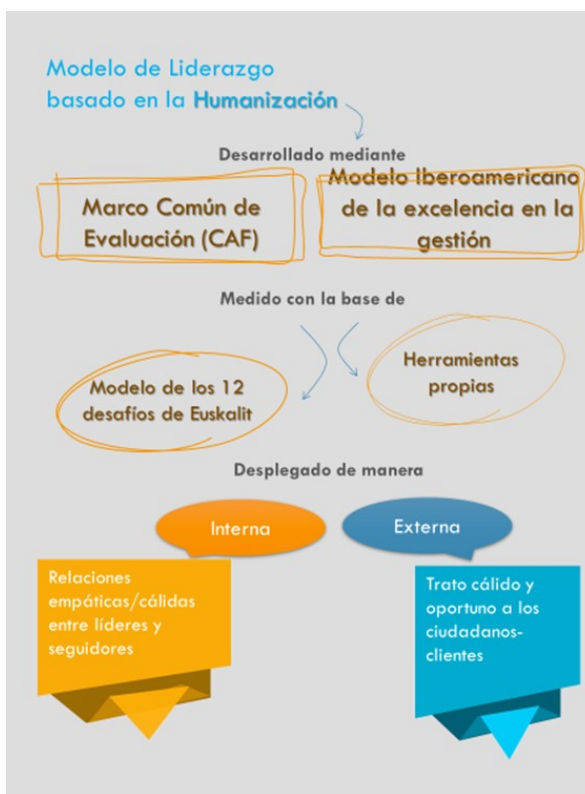 Modelo de Liderazgo
basado en la Humanización
Desarrollado mediante
Marco Común de
Evaluación (CAF)
Modelo Iberoamericano
de la excelencia en la
gestión
Medido con la base de
Modelo de los 12
desafíos de Euskalit
Herramientas
propias
Desplegado de manera
Interna
Externa
Relaciones
empáticas/cálidas
entre líderes y
seguidores
Trato cálido y
oportuno a los
ciudadanos-
clientes